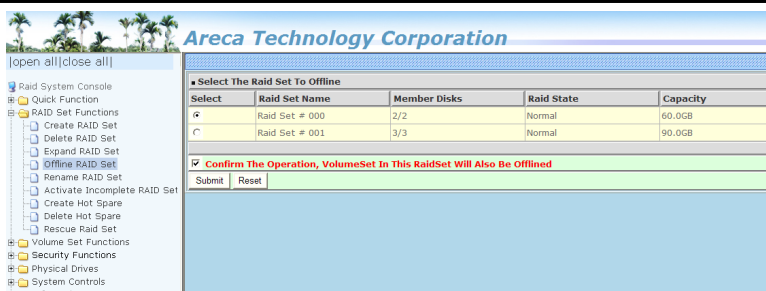 Areca Technology Corporation
|open all|close all|
Raid System Console
Quick Function
RAID Set Functions
Create RAID Set
Delete RAID Set
Expand RAID Set
Offline RAID Set
Rename RAID Set
Activate Incomplete RAID Set
Create Hot Spare
Delete Hot Spare
Rescue Raid Set
Volume Set Functions
Security Functions
Physical Drives
System Controls
Select The Raid Set To Offline
Select Raid Set Name Member Disks Raid State Capacity
Raid Set # 000 2/2 Normal 60.0GB
Raid Set # 001 3/3 Normal 90.0GB
Confirm The Operation, VolumeSet In This RaidSet Will Also Be Offlined
Submit Reset